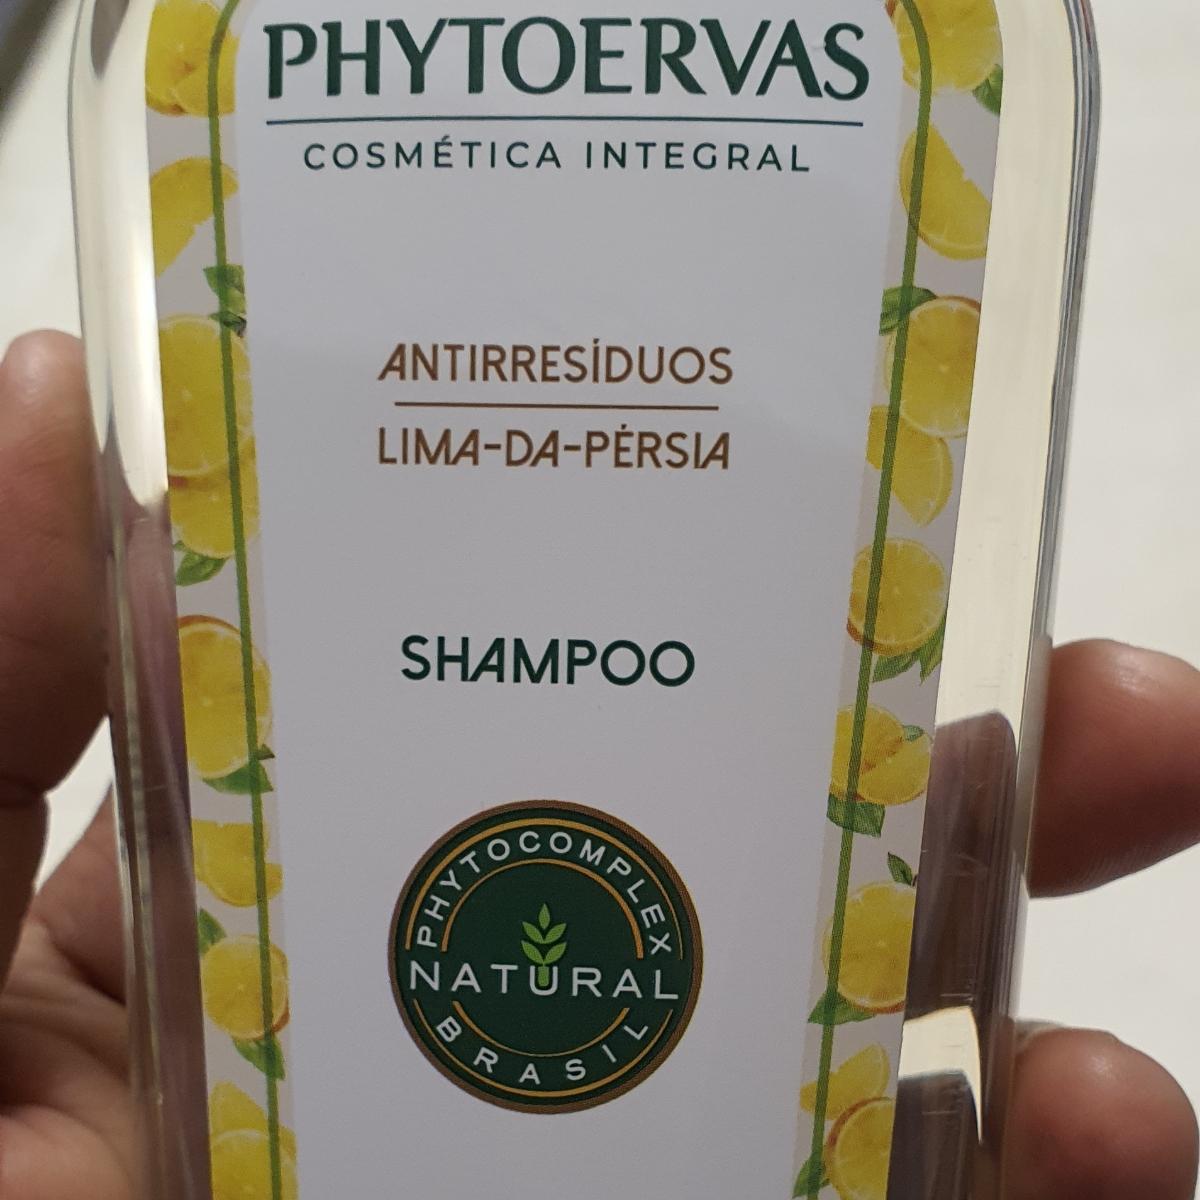 PHYTOERVAS
COSMÉTICA INTEGRAL
ANTIRRESÍDUOS
LIMA-DA-PÉRSIA
SHAMPOO
PHYTOCOMPLEX
NATURAL
BRASIL